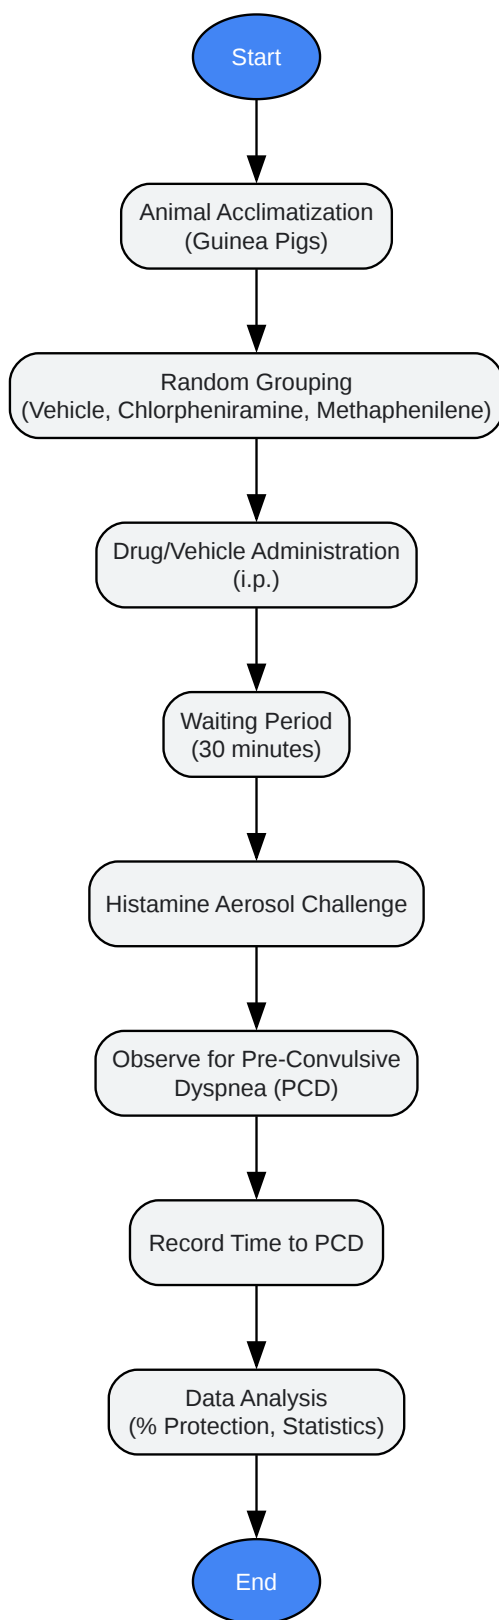 Start
Animal Acclimatization
(Guinea Pigs)
Random Grouping
(Vehicle, Chlorpheniramine, Methaphenilene)
Drug/Vehicle Administration
(i.p.)
Waiting Period
(30 minutes)
Histamine Aerosol Challenge
Observe for Pre-Convulsive
Dyspnea (PCD)
Record Time to PCD
Data Analysis
(% Protection, Statistics)
End